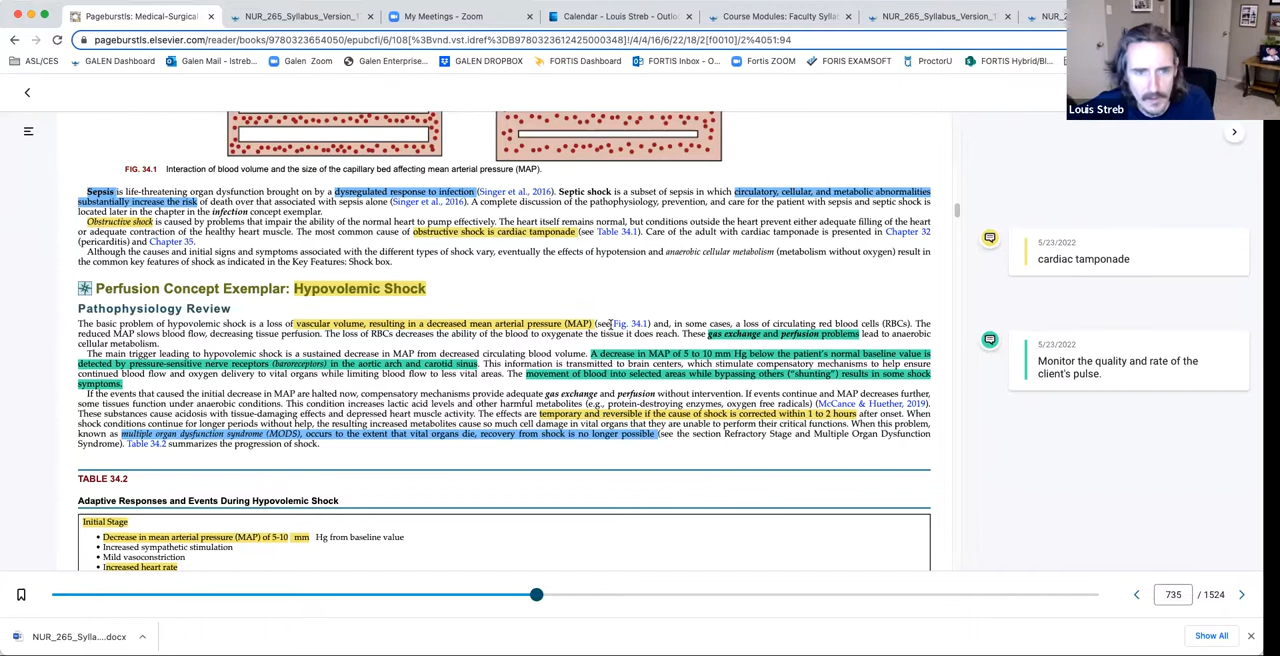 Pageburstls: Medical-Surgical
NUR_265_Syllabus_Version_1
My Meetings - Zoom
Calendar - Louis Streb - Outlo
Course Modules: Faculty Sylla
NUR_265_Syllabus_Version_1
NUR_2
pageburstls.elsevier.com/reader/books/9780323654050/epubcfi/6/108[%3Bvnd.vst.idref%3DB9780323612425000348]!/4/4/16/6/22/18/2[f0010]/2%4051:94
ASL/CES
GALEN Dashboard
Galen Mail - lstreb...
Galen Zoom
Galen Enterprise...
GALEN DROPBOX
FORTIS Dashboard
FORTIS Inbox - O...
Fortis ZOOM
FORIS EXAMSOFT
ProctorU
FORTIS Hybrid/Bl...
Louis Streb
FIG. 34.1 Interaction of blood volume and the size of the capillary bed affecting mean arterial pressure (MAP).
Sepsis is life-threatening organ dysfunction brought on by a dysregulated response to infection (Singer et al., 2016). Septic shock is a subset of sepsis in which circulatory, cellular, and metabolic abnormalities
substantially increase the risk of death over that associated with sepsis alone (Singer et al., 2016). A complete discussion of the pathophysiology, prevention, and care for the patient with sepsis and septic shock is
located later in the chapter in the infection concept exemplar.
Obstructive shock is caused by problems that impair the ability of the normal heart to pump effectively. The heart itself remains normal, but conditions outside the heart prevent either adequate filling of the heart
or adequate contraction of the healthy heart muscle. The most common cause of obstructive shock is cardiac tamponade (see Table 34.1). Care of the adult with cardiac tamponade is presented in Chapter 32
(pericarditis) and Chapter 35.
Although the causes and initial signs and symptoms associated with the different types of shock vary, eventually the effects of hypotension and anaerobic cellular metabolism (metabolism without oxygen) result in
the common key features of shock as indicated in the Key Features: Shock box.
Perfusion Concept Exemplar: Hypovolemic Shock
Pathophysiology Review
The basic problem of hypovolemic shock is a loss of vascular volume, resulting in a decreased mean arterial pressure (MAP) (see Fig. 34.1) and, in some cases, a loss of circulating red blood cells (RBCs). The
reduced MAP slows blood flow, decreasing tissue perfusion. The loss of RBCs decreases the ability of the blood to oxygenate the tissue it does reach. These gas exchange and perfusion problems lead to anaerobic
cellular metabolism.
The main trigger leading to hypovolemic shock is a sustained decrease in MAP from decreased circulating blood volume. A decrease in MAP of 5 to 10 mm Hg below the patient's normal baseline value is
detected by pressure-sensitive nerve receptors (baroreceptors) in the aortic arch and carotid sinus. This information is transmitted to brain centers, which stimulate compensatory mechanisms to help ensure
continued blood flow and oxygen delivery to vital organs while limiting blood flow to less vital areas. The movement of blood into selected areas while bypassing others ("shunting") results in some shock
symptoms.
If the events that caused the initial decrease in MAP are halted now, compensatory mechanisms provide adequate gas exchange and perfusion without intervention. If events continue and MAP decreases further,
some tissues function under anaerobic conditions. This condition increases lactic acid levels and other harmful metabolites (e.g., protein-destroying enzymes, oxygen free radicals) (McCance & Huether, 2019).
These substances cause acidosis with tissue-damaging effects and depressed heart muscle activity. The effects are temporary and reversible if the cause of shock is corrected within 1 to 2 hours after onset. When
shock conditions continue for longer periods without help, the resulting increased metabolites cause so much cell damage in vital organs that they are unable to perform their critical functions. When this problem,
known as multiple organ dysfunction syndrome (MODS), occurs to the extent that vital organs die, recovery from shock is no longer possible (see the section Refractory Stage and Multiple Organ Dysfunction
Syndrome). Table 34.2 summarizes the progression of shock.
TABLE 34.2
Adaptive Responses and Events During Hypovolemic Shock
Initial Stage
• Decrease in mean arterial pressure (MAP) of 5-10 mm Hg from baseline value
• Increased sympathetic stimulation
• Mild vasoconstriction
• Increased heart rate
5/23/2022
cardiac tamponade
5/23/2022
Monitor the quality and rate of the
client's pulse.
735 / 1524
NUR_265_Sylla....docx
Show All